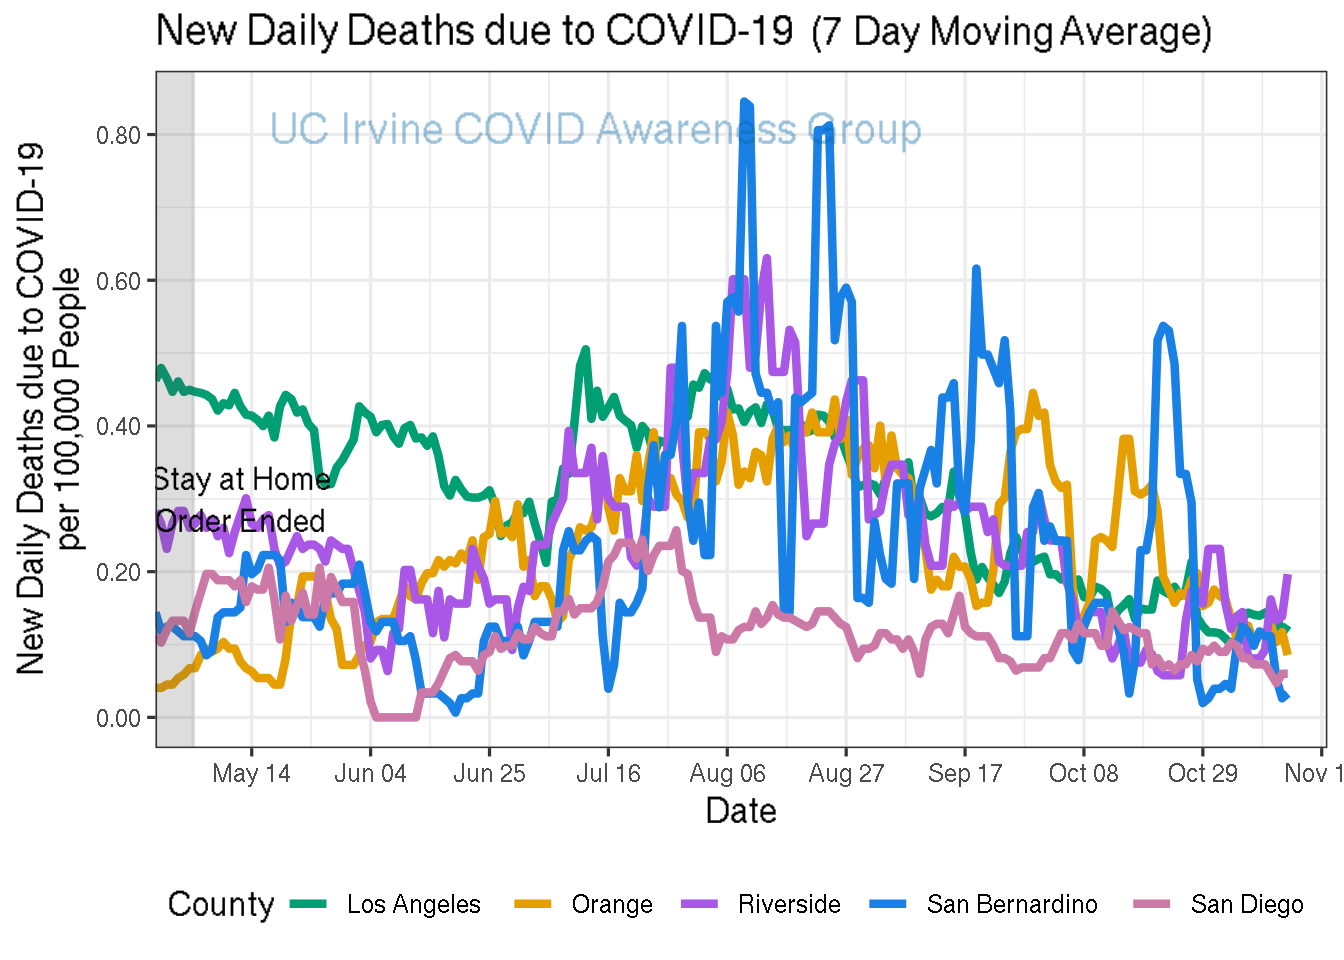 New Daily Deaths due to COVID-19 (7 Day Moving Average)
UC Irvine COVID Awareness Group
New Daily Deaths due to COVID-19
per 100,000 People
0.80
0.60
0.40
0.20
0.00
Stay at Home
Order Ended
May 14
Jun 04
Jun 25
Jul 16
Aug 06
Aug 27
Sep 17
Oct 08
Oct 29
Nov 1
Date
County
Los Angeles
Orange
Riverside
San Bernardino
San Diego